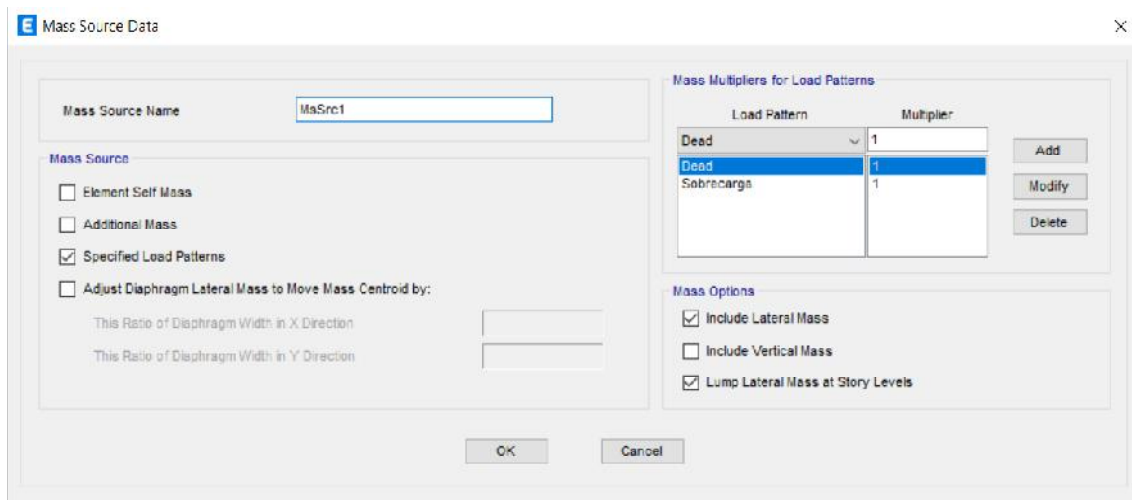 E Mass Source Data
Mass Source Name MaSrc1
Mass Source
Element Self Mass
Additional Mass
Specified Load Patterns
Adjust Diaphragm Lateral Mass to Move Mass Centroid by:
This Ratio of Diaphragm Width in X Direction
This Ratio of Diaphragm Width in Y Direction
Mass Multipliers for Load Patterns
Load Pattern Multiplier
Dead 1
Dead 1
Sobrecarga 1
Add
Modify
Delete
Mass Options
Include Lateral Mass
Include Vertical Mass
Lump Lateral Mass at Story Levels
OK Cancel